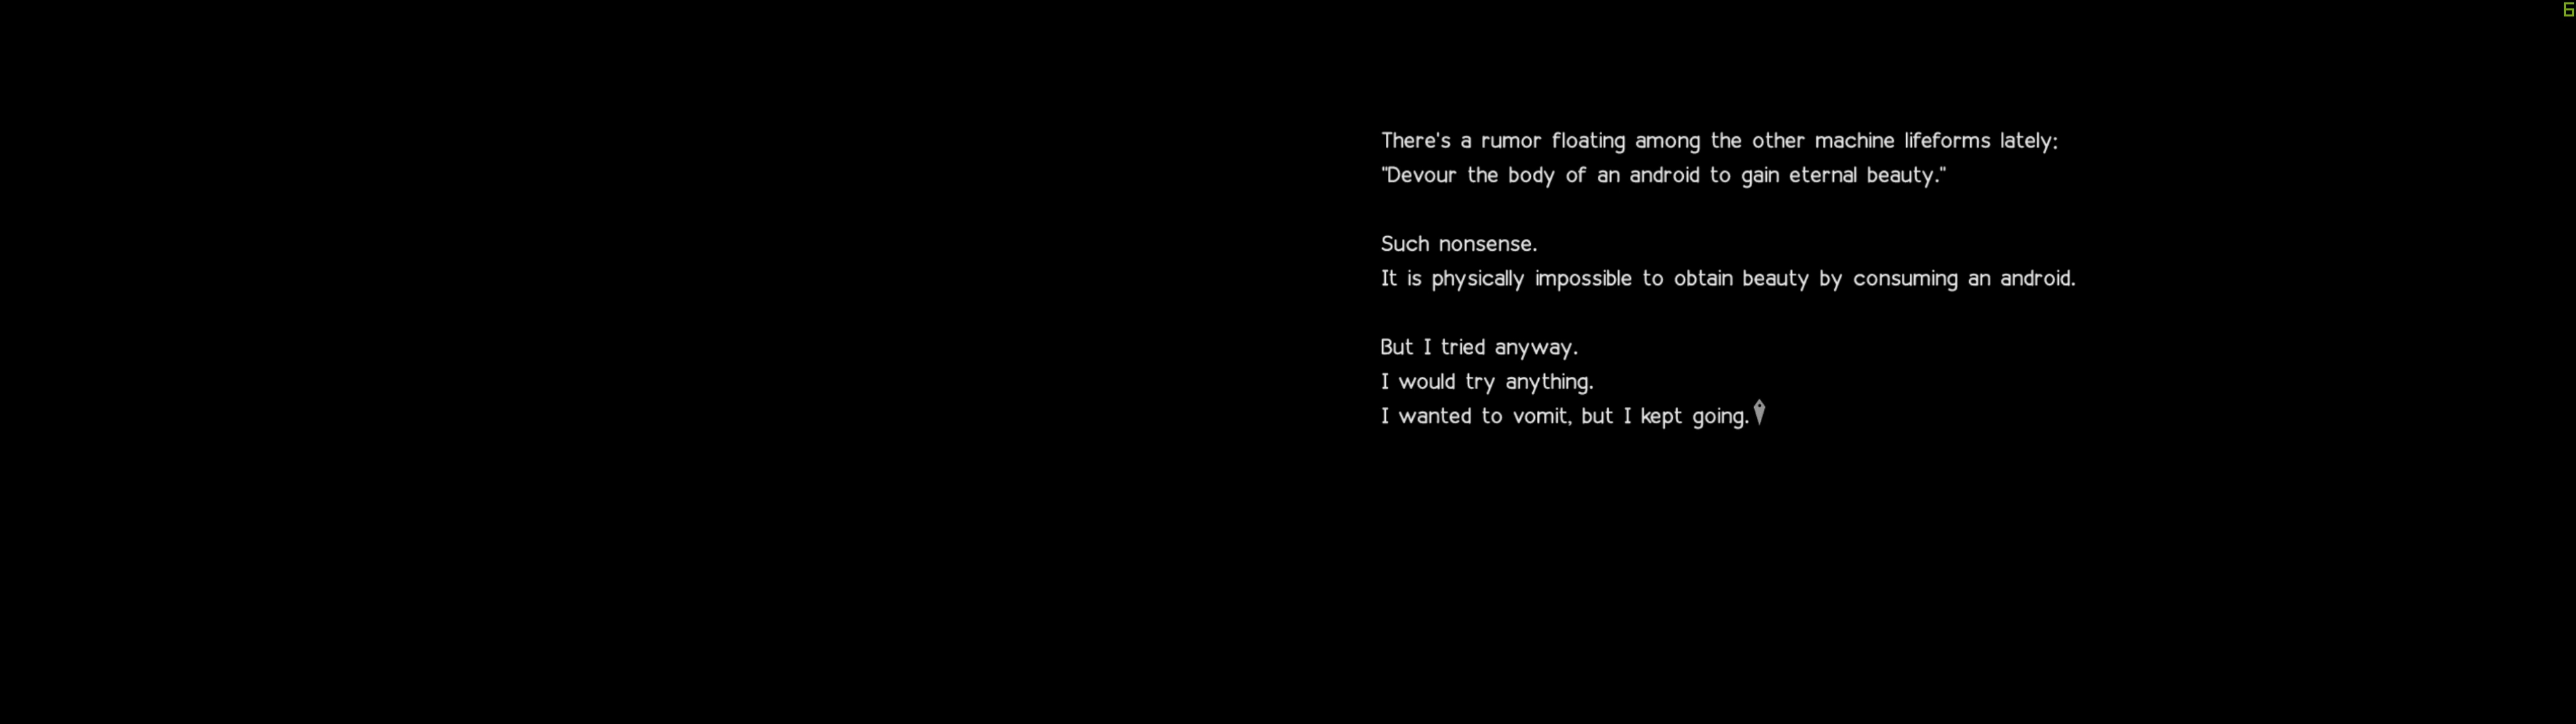 6
There's a rumor floating among the other machine lifeforms lately:
"Devour the body of an android to gain eternal beauty."
Such nonsense.
It is physically impossible to obtain beauty by consuming an android.
But I tried anyway.
I would try anything.
I wanted to vomit, but I kept going.